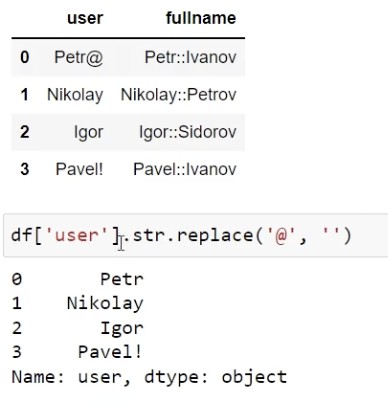 user fullname
0 Petr@ Petr::Ivanov
1 Nikolay Nikolay::Petrov
2 Igor Igor::Sidorov
3 Pavel! Pavel::Ivanov
df['user'].str.replace('@', '')
0 Petr
1 Nikolay
2 Igor
3 Pavel!
Name: user, dtype: object